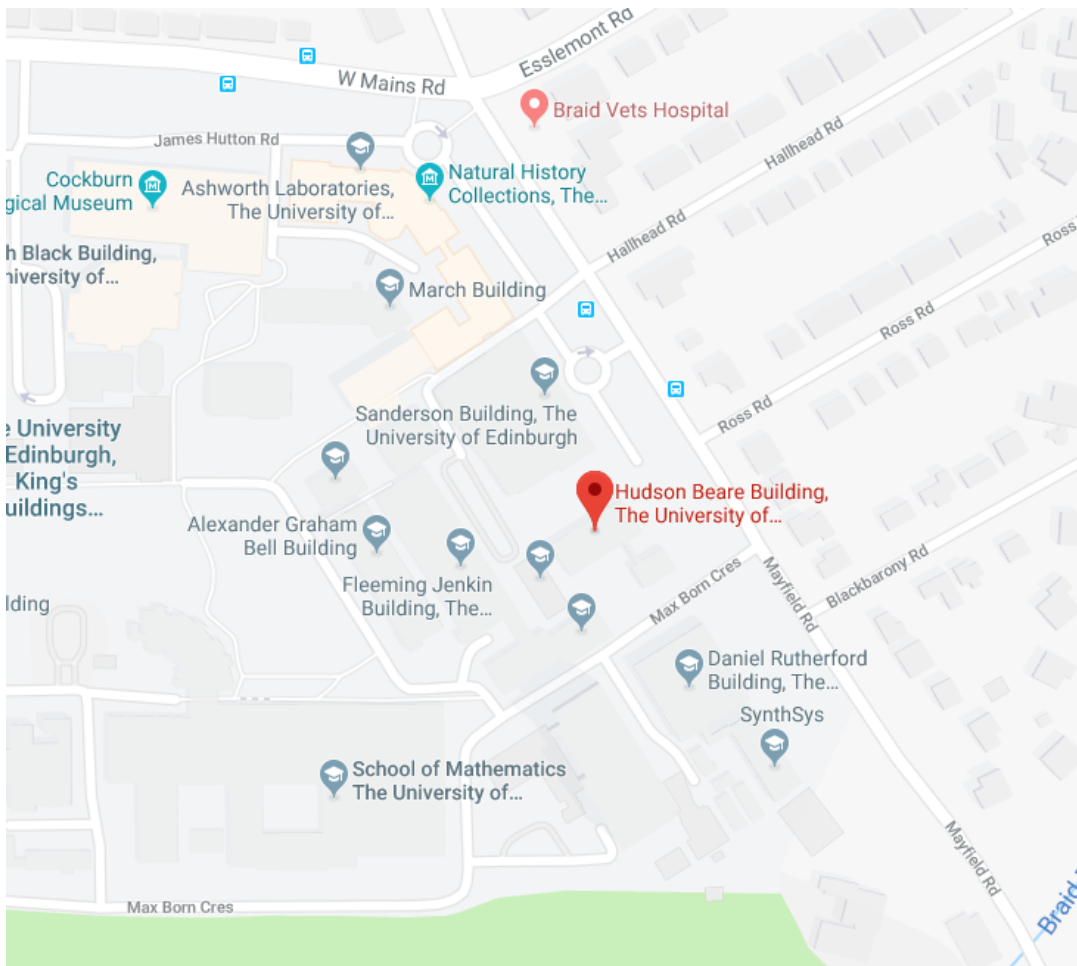 Esslemont Rd
W Mains Rd
Braid Vets Hospital
James Hutton Rd
Hallhead Rd
Cockburn
gical Museum
Ashworth Laboratories,
The University of...
Natural History
Collections, The...
Hallhead Rd
Ross
h Black Building,
niversity of...
March Building
Ross Rd
Sanderson Building, The
University of Edinburgh
Ross Rd
e University
Edinburgh,
King's
uildings...
Hudson Beare Building,
The University of...
Alexander Graham
Bell Building
Fleeming Jenkin
Building, The...
Mayfield Rd
Blackbarony Rd
Max Born Cres
lding
Daniel Rutherford
Building, The...
SynthSys
School of Mathematics
The University of...
Mayfield Rd
Max Born Cres
Braid